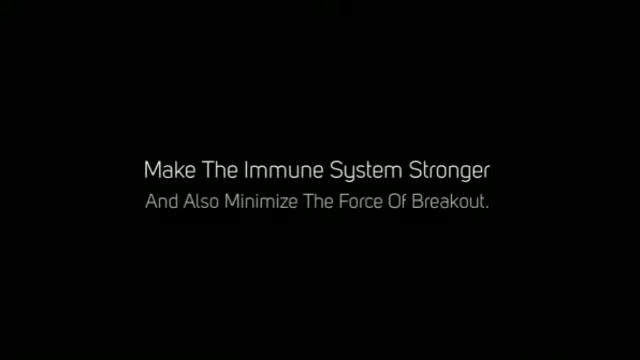 Make The Immune System Stronger
And Also Minimize The Force Of Breakout.